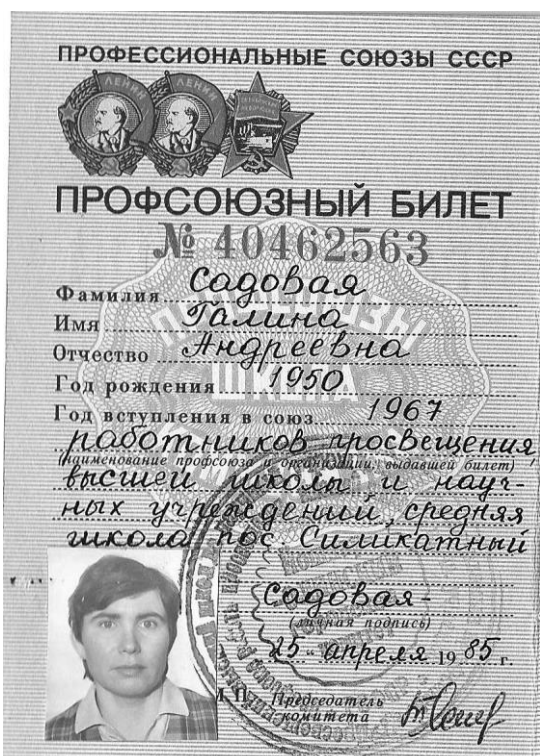 ПРОФЕССИОНАЛЬНЫЕ СОЮЗЫ СССР
ЛЕНИН ЛЕНИН
ПРОФСОЮЗНЫЙ БИЛЕТ
№ 40462563
Фамилия Садовая
Имя Галина
Отчество Андреевна
Год рождения 1950
Год вступления в союз 1967
работников просвещения,
(наименование профсоюза и организации, выдавшей билет)
высшей школы и науч-
ных учреждений, средняя
школа пос. Силикатный
Садовая-
(личная подпись)
25 апреля 1985 г.
Председатель
комитета